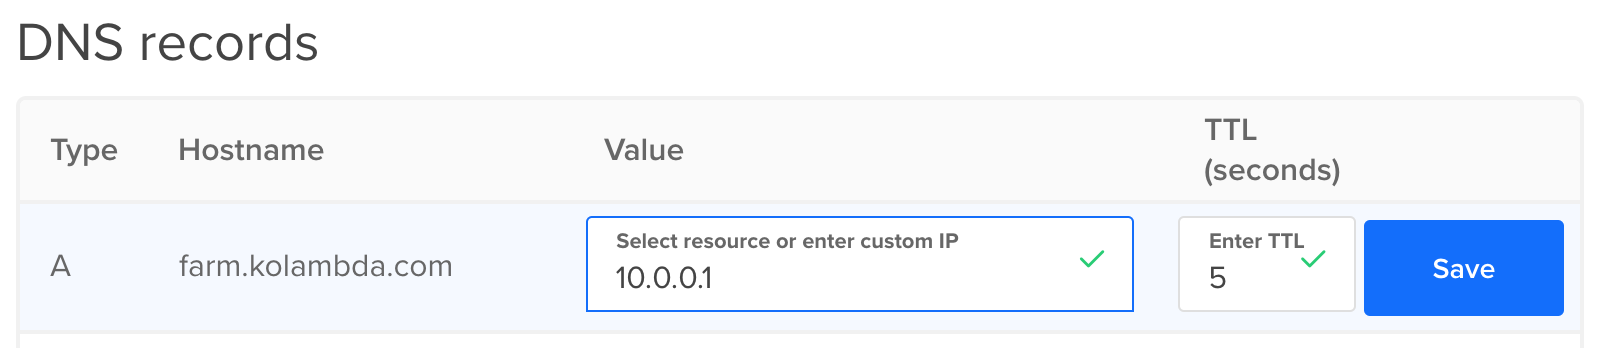 DNS records
Type Hostname Value TTL (seconds)
Select resource or enter custom IP Enter TTL
A farm.kolambda.com 10.0.0.1 5 Save